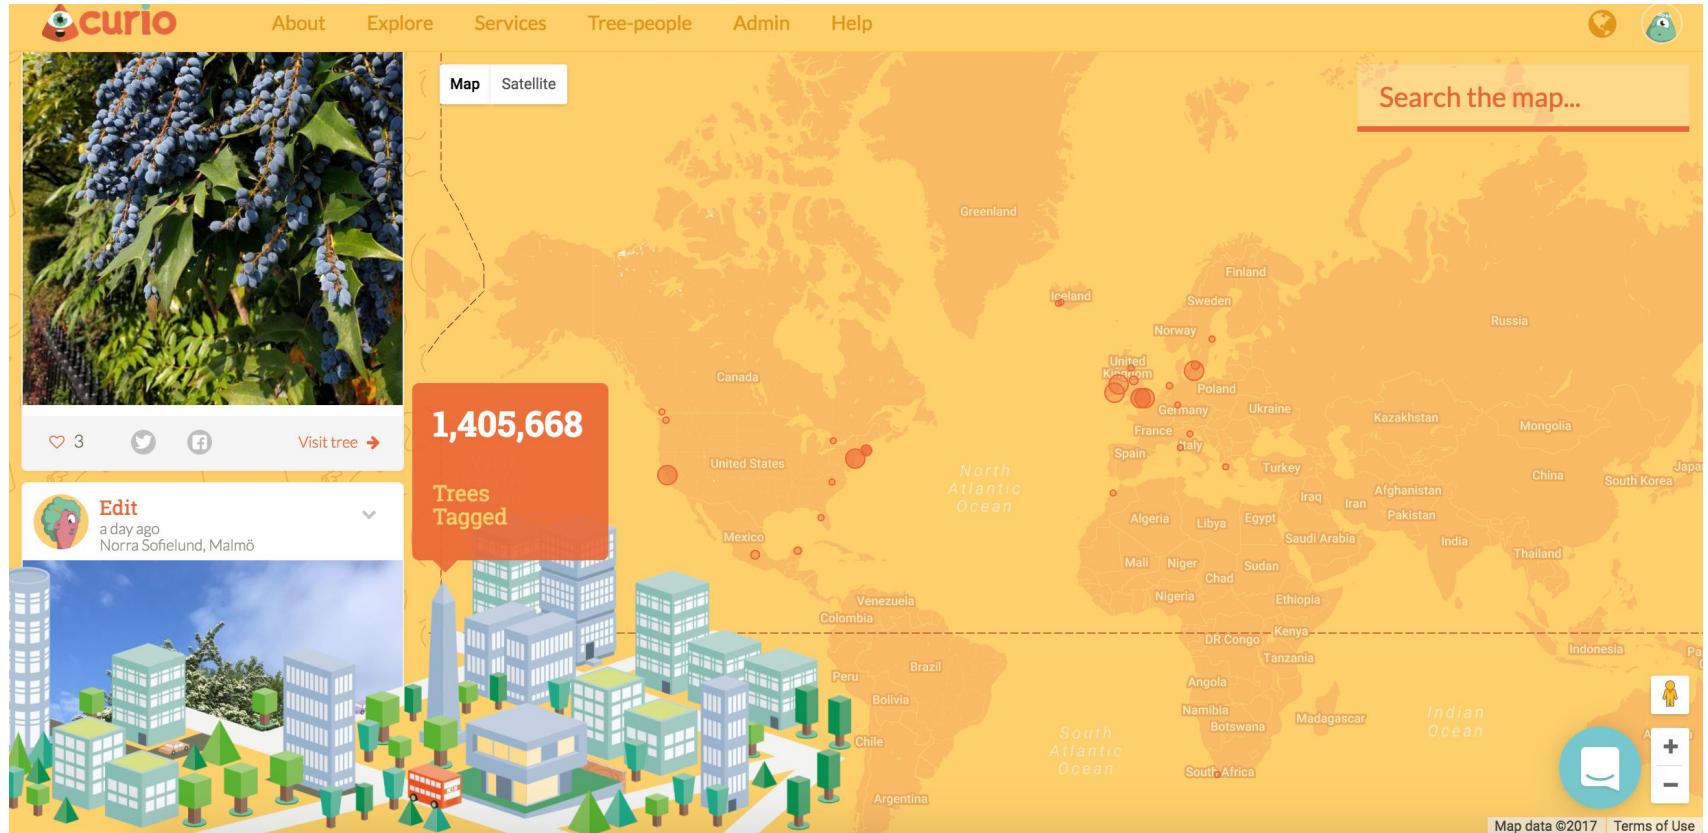 curio
About
Explore
Services
Tree-people
Admin
Help
Map
Satellite
Search the map...
3
Visit tree
Edit
a day ago
Norra Sofielund, Malmö
1,405,668
Trees
Tagged
Greenland
Iceland
Finland
Sweden
Norway
Russia
United
Kingdom
Poland
Germany
Ukraine
Kazakhstan
Mongolia
France
Italy
Spain
Turkey
China
South Korea
Japa
Canada
United States
Mexico
North
Atlantic
Ocean
Iraq
Iran
Afghanistan
Pakistan
Algeria
Libya
Egypt
Saudi Arabia
India
Thailand
Mali
Niger
Chad
Sudan
Nigeria
Ethiopia
Venezuela
Colombia
DR Congo
Kenya
Tanzania
Indonesia
Pa
Brazil
Peru
Bolivia
Angola
Namibia
Botswana
Madagascar
Indian
Ocean
Chile
South
Atlantic
Ocean
South Africa
Argentina
Map data ©2017
Terms of Use